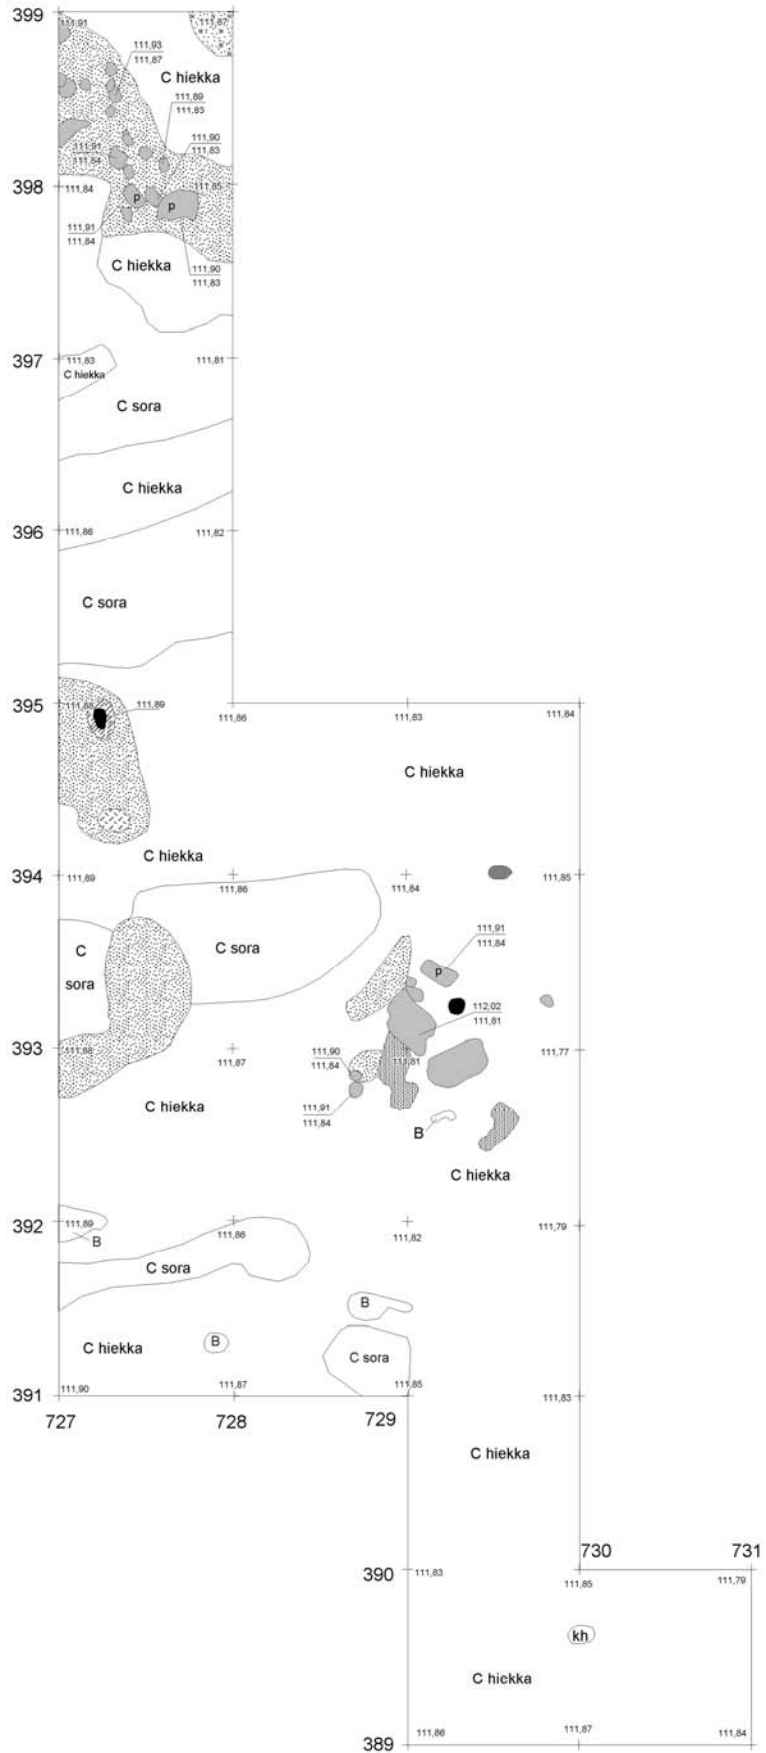 399
111,91
111,87
111,93
111,87
C hiekka
111,89
111,85
111,90
111,83
111,91
111,84
398
111,84
111,85
p
p
111,91
111,84
C hiekka
111,90
111,83
397
111,83
111,81
C hiekka
C sora
C hiekka
396
111,86
111,82
C sora
395
111,88
111,89
111,86
111,83
111,84
C hiekka
C hiekka
394
111,89
111,86
111,84
111,85
C
sora
C sora
111,91
111,84
p
112,02
111,81
393
111,88
111,87
111,90
111,84
111,81
111,77
C hiekka
111,91
111,84
B
C hiekka
392
111,89
111,86
111,82
111,79
B
C sora
B
C hiekka
B
C sora
391
111,90
111,87
111,85
111,83
727
728
729
C hiekka
730
731
390
111,83
111,85
111,79
kh
C hiekka
389
111,86
111,87
111,84